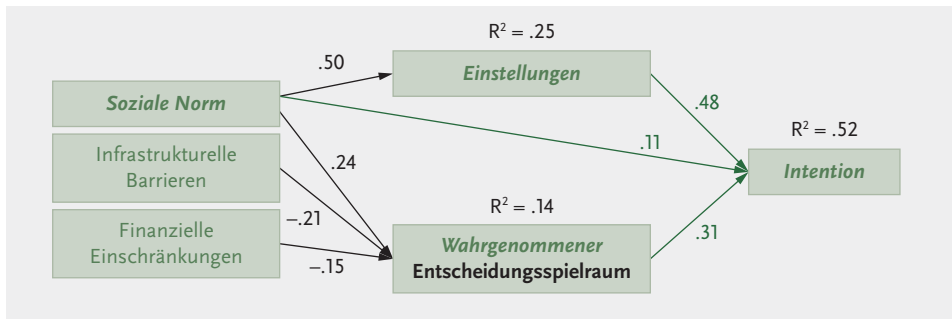 R² = .25
.50
Einstellungen
Soziale Norm
.48
R² = .52
.11
Infrastrukturelle
Barrieren
.24
Intention
R² = .14
–.21
Finanzielle
Einschränkungen
Wahrgenommener
Entscheidungsspielraum
.31
–.15